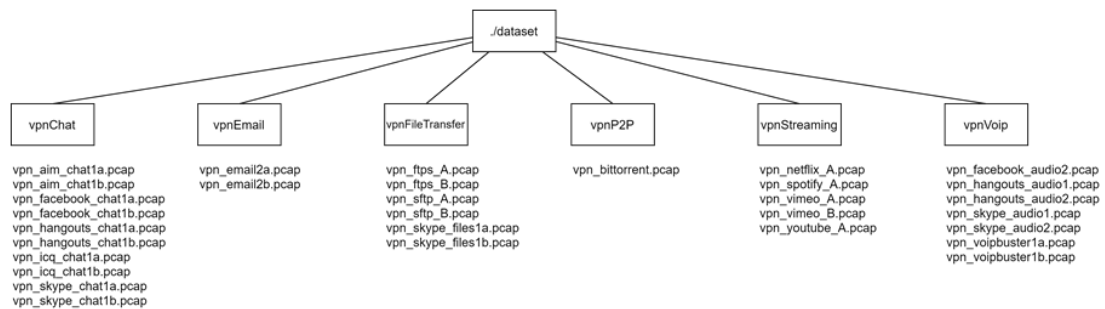 ./dataset
vpnChat
vpnEmail
vpnFileTransfer
vpnP2P
vpnStreaming
vpnVoip
vpn_aim_chat1a.pcap
vpn_aim_chat1b.pcap
vpn_facebook_chat1a.pcap
vpn_facebook_chat1b.pcap
vpn_hangouts_chat1a.pcap
vpn_hangouts_chat1b.pcap
vpn_icq_chat1a.pcap
vpn_icq_chat1b.pcap
vpn_skype_chat1a.pcap
vpn_skype_chat1b.pcap
vpn_email2a.pcap
vpn_email2b.pcap
vpn_ftps_A.pcap
vpn_ftps_B.pcap
vpn_sftp_A.pcap
vpn_sftp_B.pcap
vpn_skype_files1a.pcap
vpn_skype_files1b.pcap
vpn_bittorrent.pcap
vpn_netflix_A.pcap
vpn_spotify_A.pcap
vpn_vimeo_A.pcap
vpn_vimeo_B.pcap
vpn_youtube_A.pcap
vpn_facebook_audio2.pcap
vpn_hangouts_audio1.pcap
vpn_hangouts_audio2.pcap
vpn_skype_audio1.pcap
vpn_skype_audio2.pcap
vpn_voipbuster1a.pcap
vpn_voipbuster1b.pcap